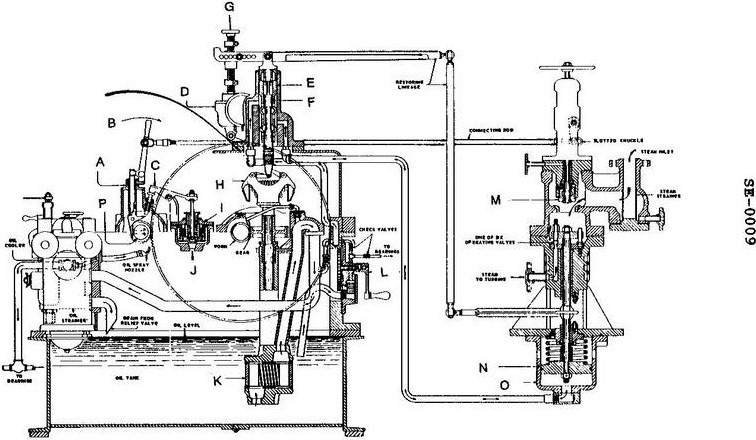 G
D
E
F
RESTORING
LINKAGE
B
A
C
P
CONNECTING ROD
SLOTTED KNUCKLE
STEAM INLET
STEAM
STRAINER
M
H
I
J
WORM
GEAR
OIL
COOLER
OIL SPRAY
NOZZLE
CHECK VALVES
TO
BEARINGS
L
ONE OF SIX
OPERATING VALVES
STEAM
TO TURBINE
OIL
STRAINER
DRAIN FROM
RELIEF VALVE
OIL LEVEL
K
N
O
TO
BEARINGS
OIL TANK
SE-0009